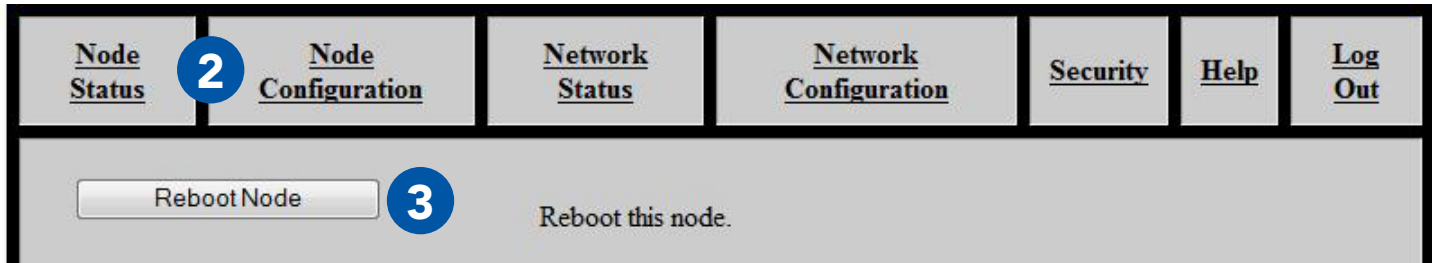 Node
Status
2
Node
Configuration
Network
Status
Network
Configuration
Security
Help
Log
Out
Reboot Node
3
Reboot this node.